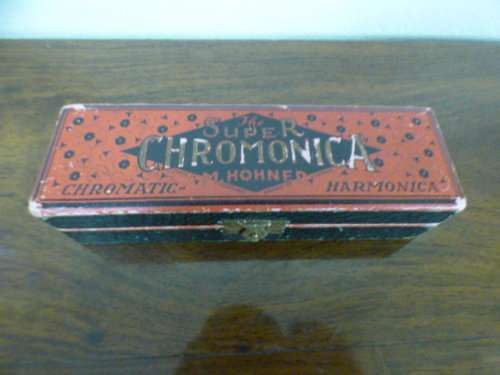 The
SUPER
CHROMONICA
M. HOHNER
CHROMATIC- HARMONICA